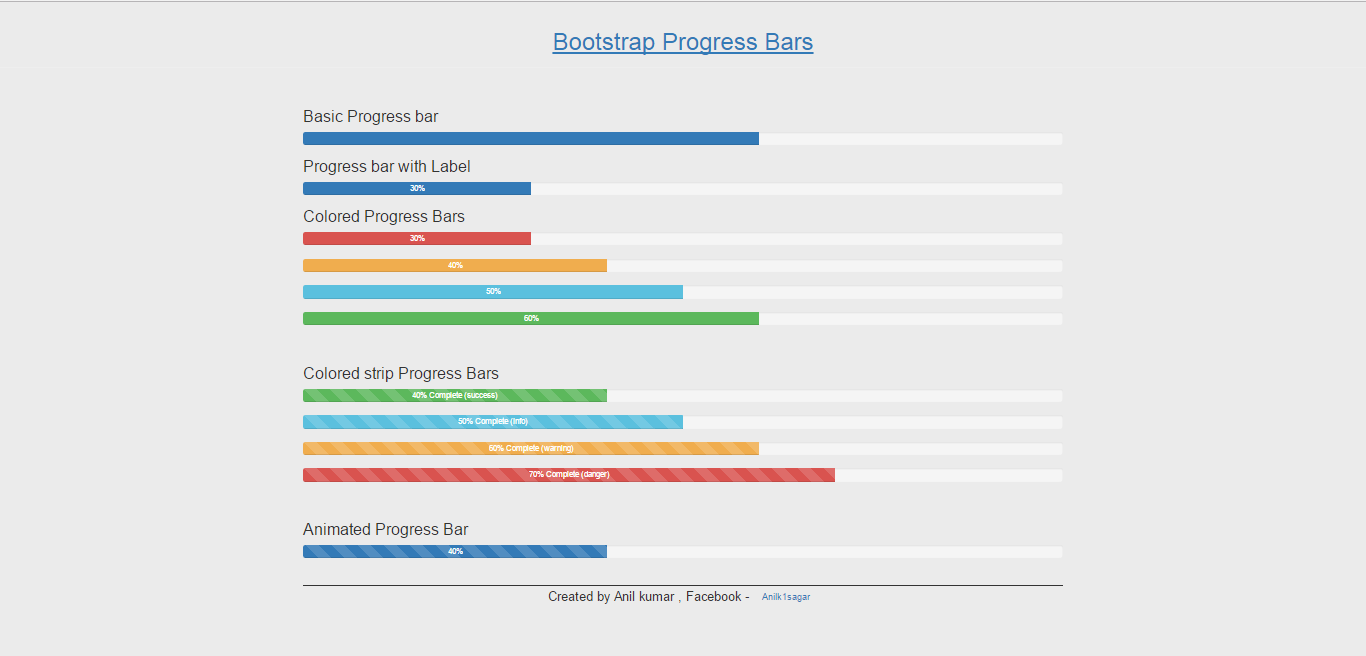 Bootstrap Progress Bars
Basic Progress bar
Progress bar with Label
30%
Colored Progress Bars
30%
40%
50%
60%
Colored strip Progress Bars
40% Complete (success)
50% Complete (info)
60% Complete (warning)
70% Complete (danger)
Animated Progress Bar
40%
Created by Anil kumar , Facebook - Anilk1sagar